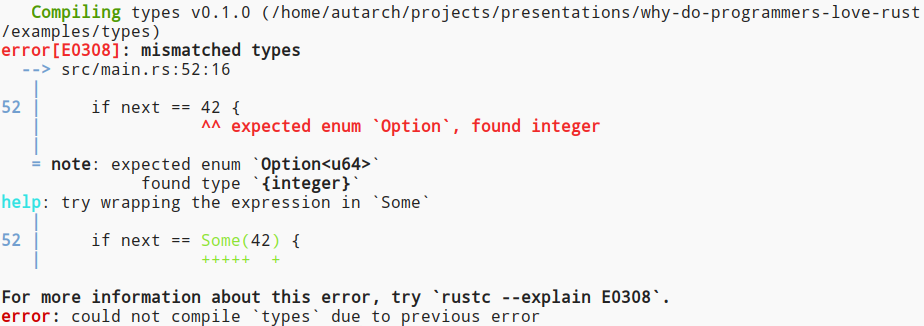 Compiling types v0.1.0 (/home/autarch/projects/presentations/why-do-programmers-love-rust
/examples/types)
error[E0308]: mismatched types
  --> src/main.rs:52:16
   |
52 |     if next == 42 {
   |                ^^ expected enum `Option`, found integer
   |
   = note: expected enum `Option<u64>`
              found type `{integer}`
help: try wrapping the expression in `Some`
   |
52 |     if next == Some(42) {
   |                +++++  +

For more information about this error, try `rustc --explain E0308`.
error: could not compile `types` due to previous error